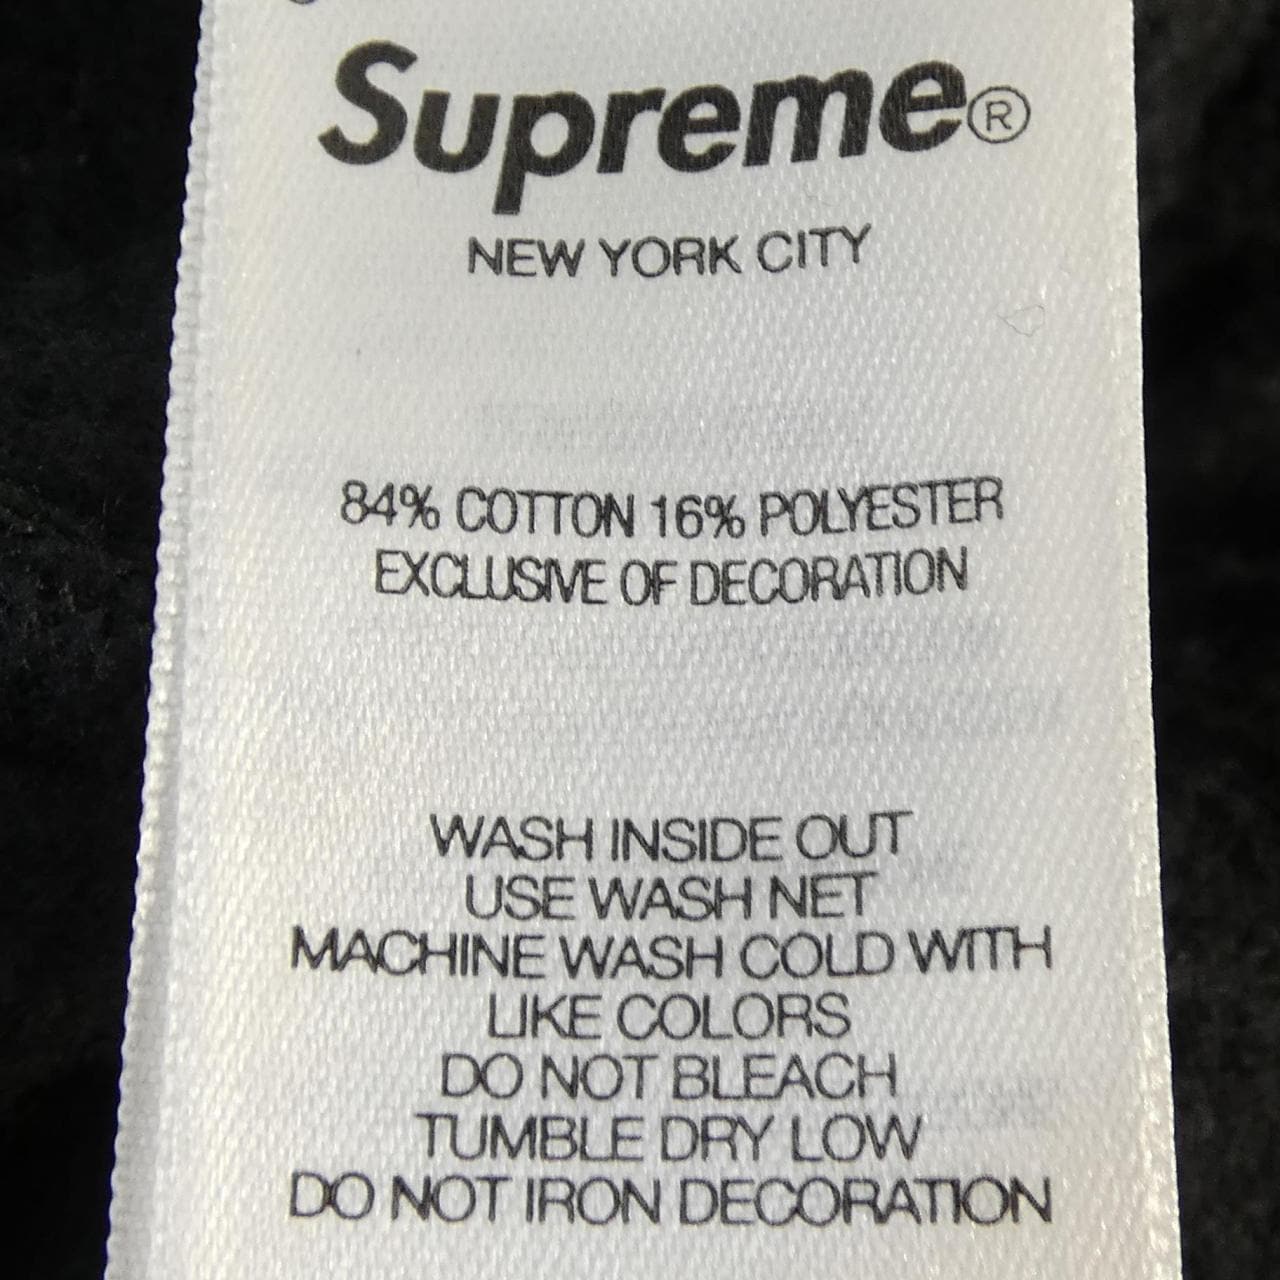 Supreme®
NEW YORK CITY
84% COTTON 16% POLYESTER
EXCLUSIVE OF DECORATION
WASH INSIDE OUT
USE WASH NET
MACHINE WASH COLD WITH
LIKE COLORS
DO NOT BLEACH
TUMBLE DRY LOW
DO NOT IRON DECORATION